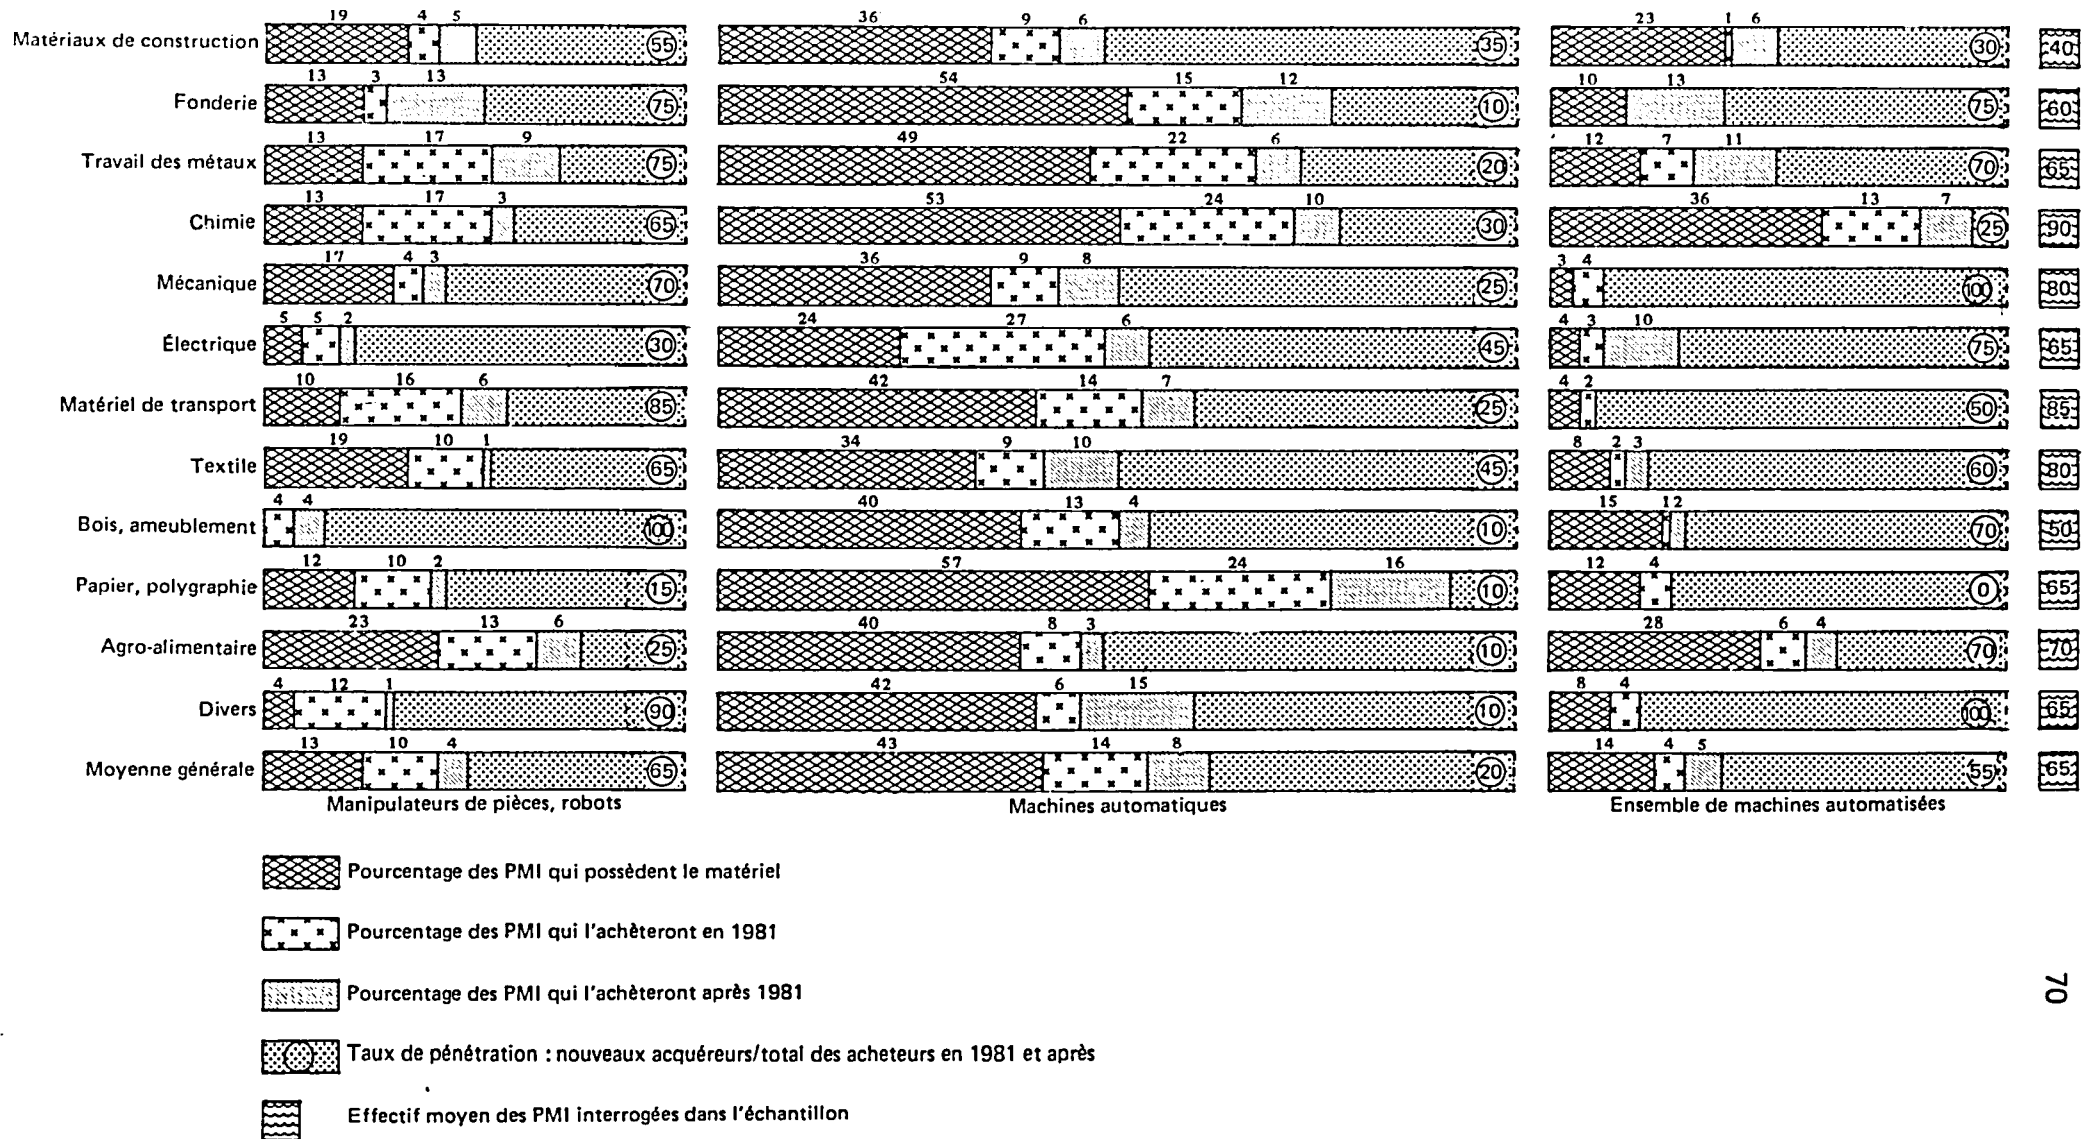 19 4 5 36 9 6 23 1 6
Matériaux de construction 55 35 30 40
13 3 13 54 15 12 10 13
Fonderie 75 10 75 60
13 17 9 49 22 6 12 7 11
Travail des métaux 75 20 70 65
13 17 3 53 24 10 36 13 7
Chimie 65 30 25 90
17 4 3 36 9 8 3 4
Mécanique 70 25 100 80
5 5 2 24 27 6 4 3 10
Électrique 30 45 75 65
10 16 6 42 14 7 4 2
Matériel de transport 85 25 50 85
19 10 1 34 9 10 8 2 3
Textile 65 45 60 80
4 4 40 13 4 15 1 2
Bois, ameublement 100 10 70 50
12 10 2 57 24 16 12 4
Papier, polygraphie 15 10 0 65
23 13 6 40 8 3 28 6 4
Agro-alimentaire 25 10 70 70
4 12 1 42 6 15 8 4
Divers 90 10 100 65
13 10 4 43 14 8 14 4 5
Moyenne générale 65 20 55 65
Manipulateurs de pièces, robots Machines automatiques Ensemble de machines automatisées
Pourcentage des PMI qui possèdent le matériel
Pourcentage des PMI qui l'achèteront en 1981
Pourcentage des PMI qui l'achèteront après 1981
70
Taux de pénétration : nouveaux acquéreurs/total des acheteurs en 1981 et après
Effectif moyen des PMI interrogées dans l'échantillon